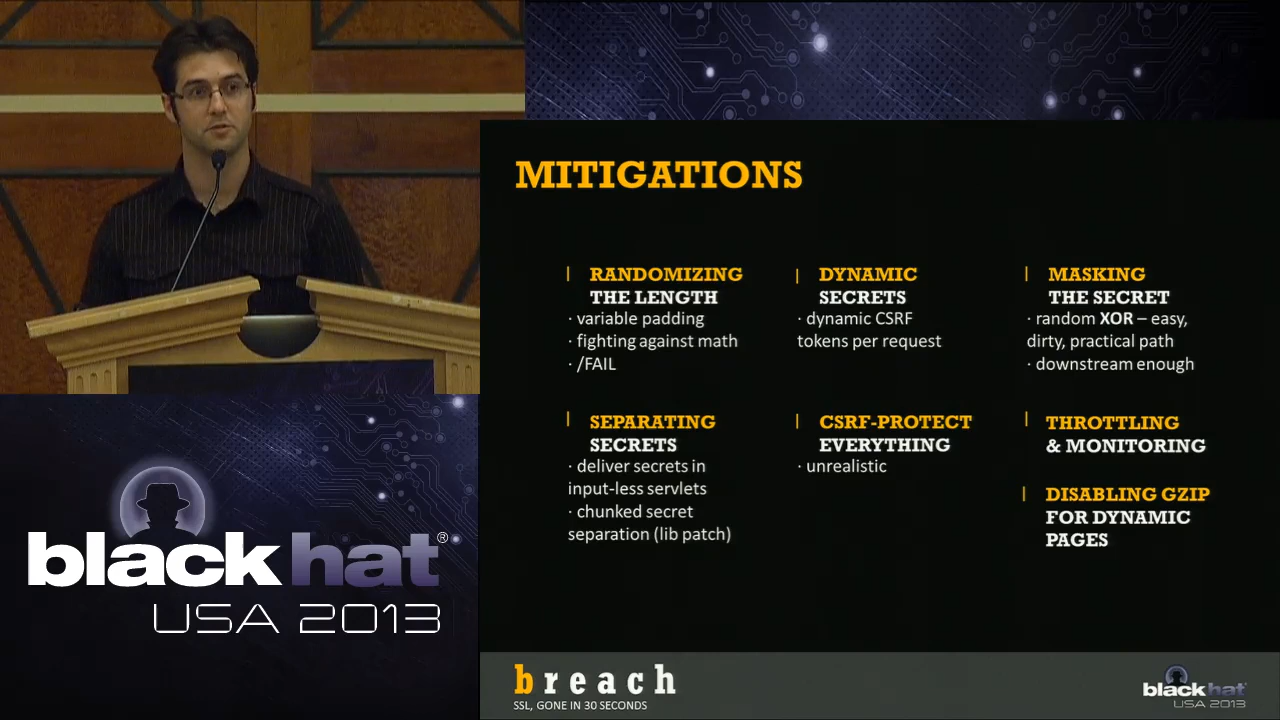 MITIGATIONS
| RANDOMIZING
THE LENGTH
· variable padding
· fighting against math
· /FAIL
| DYNAMIC
SECRETS
· dynamic CSRF
tokens per request
| MASKING
THE SECRET
· random XOR – easy,
dirty, practical path
· downstream enough
| SEPARATING
SECRETS
· deliver secrets in
input-less servlets
· chunked secret
separation (lib patch)
| CSRF-PROTECT
EVERYTHING
· unrealistic
| THROTTLING
& MONITORING
| DISABLING GZIP
FOR DYNAMIC
PAGES
black hat®
USA 2013
breach
SSL, GONE IN 30 SECONDS
black hat
USA 2013